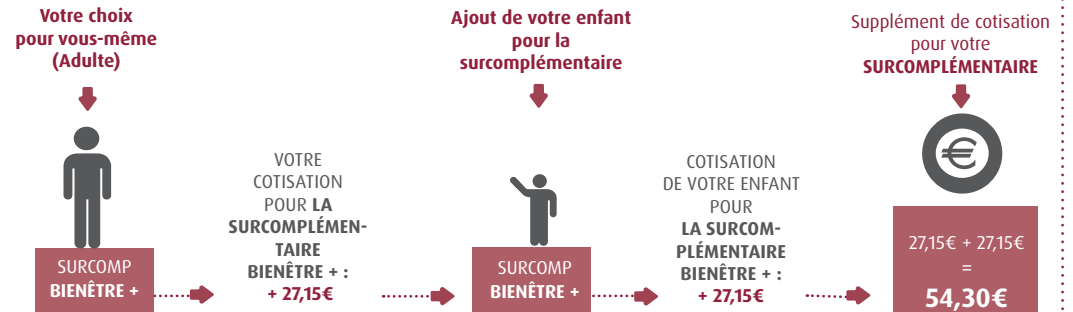 Votre choix
pour vous-même
(Adulte)
SURCOMP
BIENÊTRE +
VOTRE
COTISATION
POUR LA
SURCOMPLÉMEN-
TAIRE
BIENÊTRE + :
+ 27,15€
Ajout de votre enfant
pour la
surcomplémentaire
SURCOMP
BIENÊTRE +
COTISATION
DE VOTRE ENFANT
POUR
LA SURCOM-
PLÉMENTAIRE
BIENÊTRE + :
+ 27,15€
Supplément de cotisation
pour votre
SURCOMPLÉMENTAIRE
€
27,15€ + 27,15€
=
54,30€